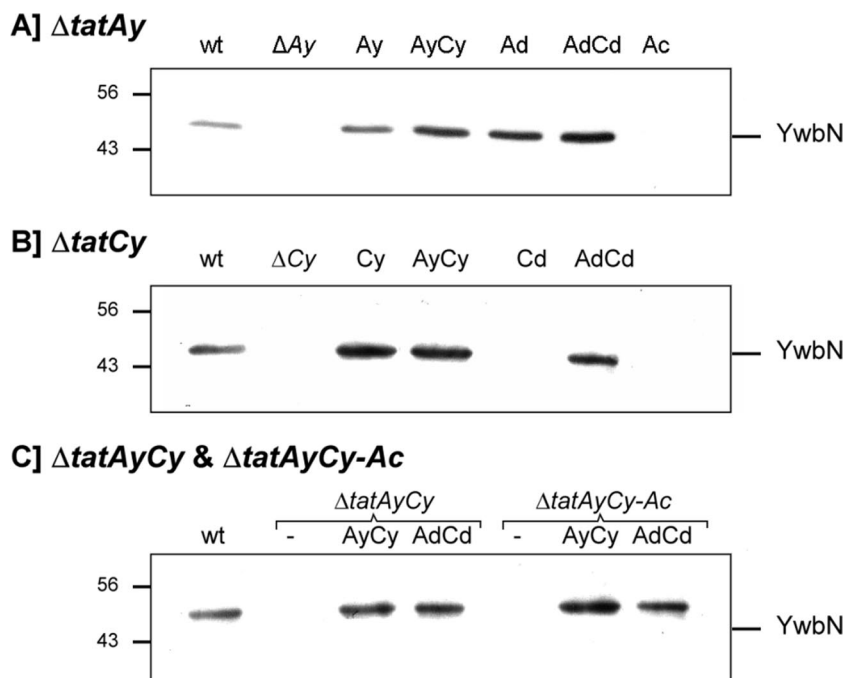 A] ΔtatAy
wt ΔAy Ay AyCy Ad AdCd Ac
56
43
YwbN
B] ΔtatCy
wt ΔCy Cy AyCy Cd AdCd
56
43
YwbN
C] ΔtatAyCy & ΔtatAyCy-Ac
ΔtatAyCy ΔtatAyCy-Ac
wt - AyCy AdCd - AyCy AdCd
56
43
YwbN